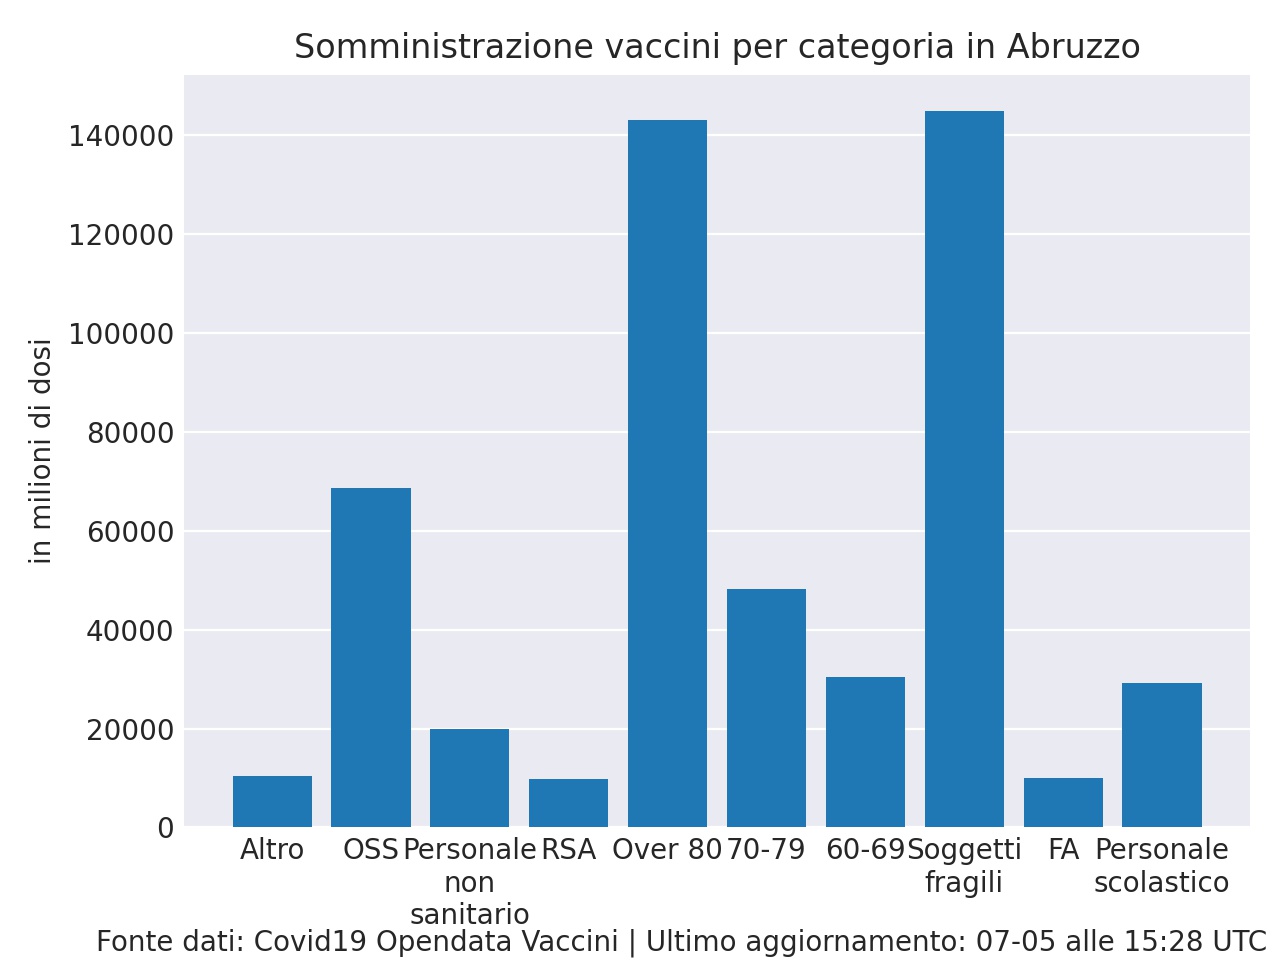 Somministrazione vaccini per categoria in Abruzzo
in milioni di dosi
140000
120000
100000
80000
60000
40000
20000
0
Altro
OSS
Personale
non
sanitario
RSA
Over 80
70-79
60-69
Soggetti
fragili
FA
Personale
scolastico
Fonte dati: Covid19 Opendata Vaccini | Ultimo aggiornamento: 07-05 alle 15:28 UTC